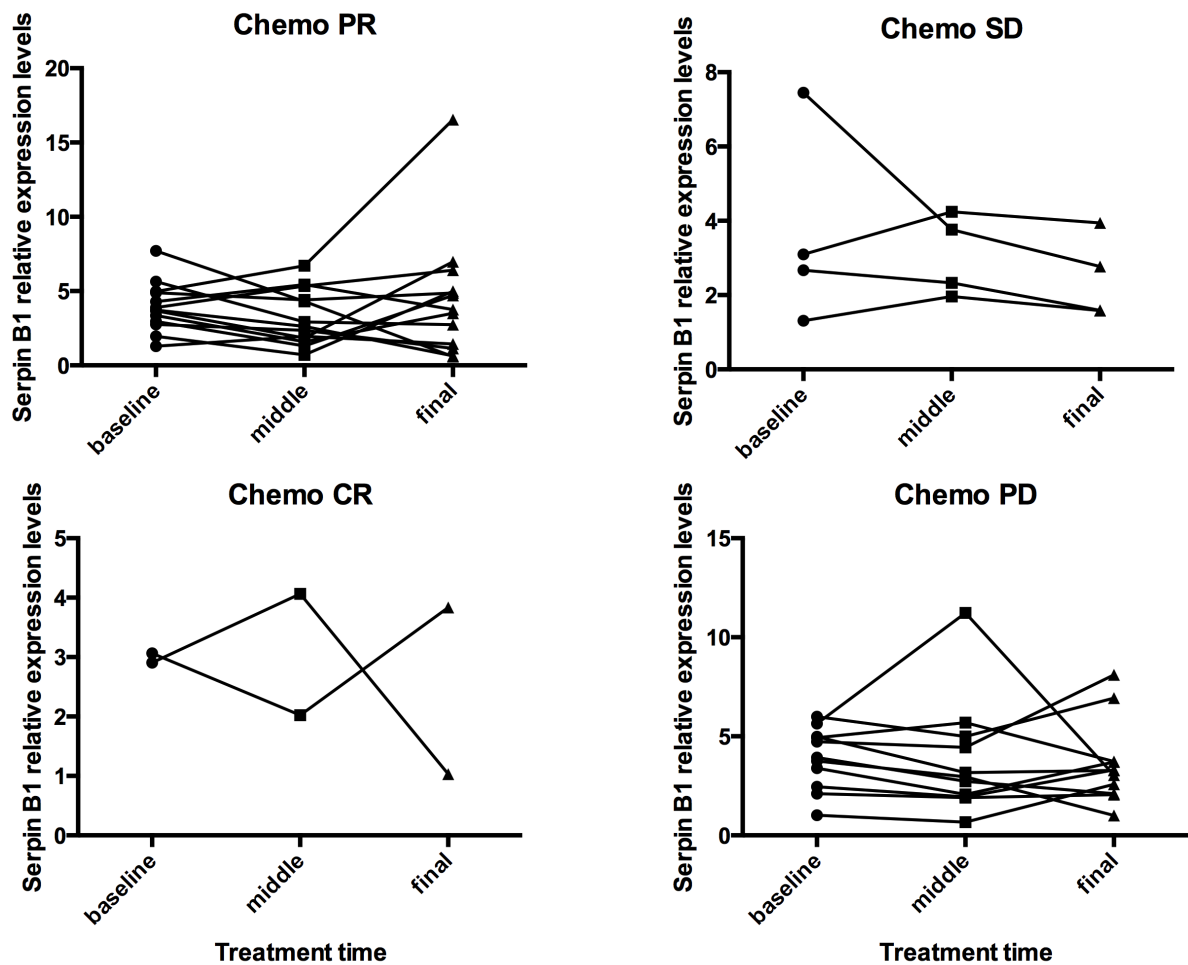 Chemo PR
Serpin B1 relative expression levels
20
15
10
5
0
baseline
middle
final
Chemo SD
Serpin B1 relative expression levels
8
6
4
2
0
baseline
middle
final
Chemo CR
Serpin B1 relative expression levels
5
4
3
2
1
0
baseline
middle
final
Treatment time
Chemo PD
Serpin B1 relative expression levels
15
10
5
0
baseline
middle
final
Treatment time